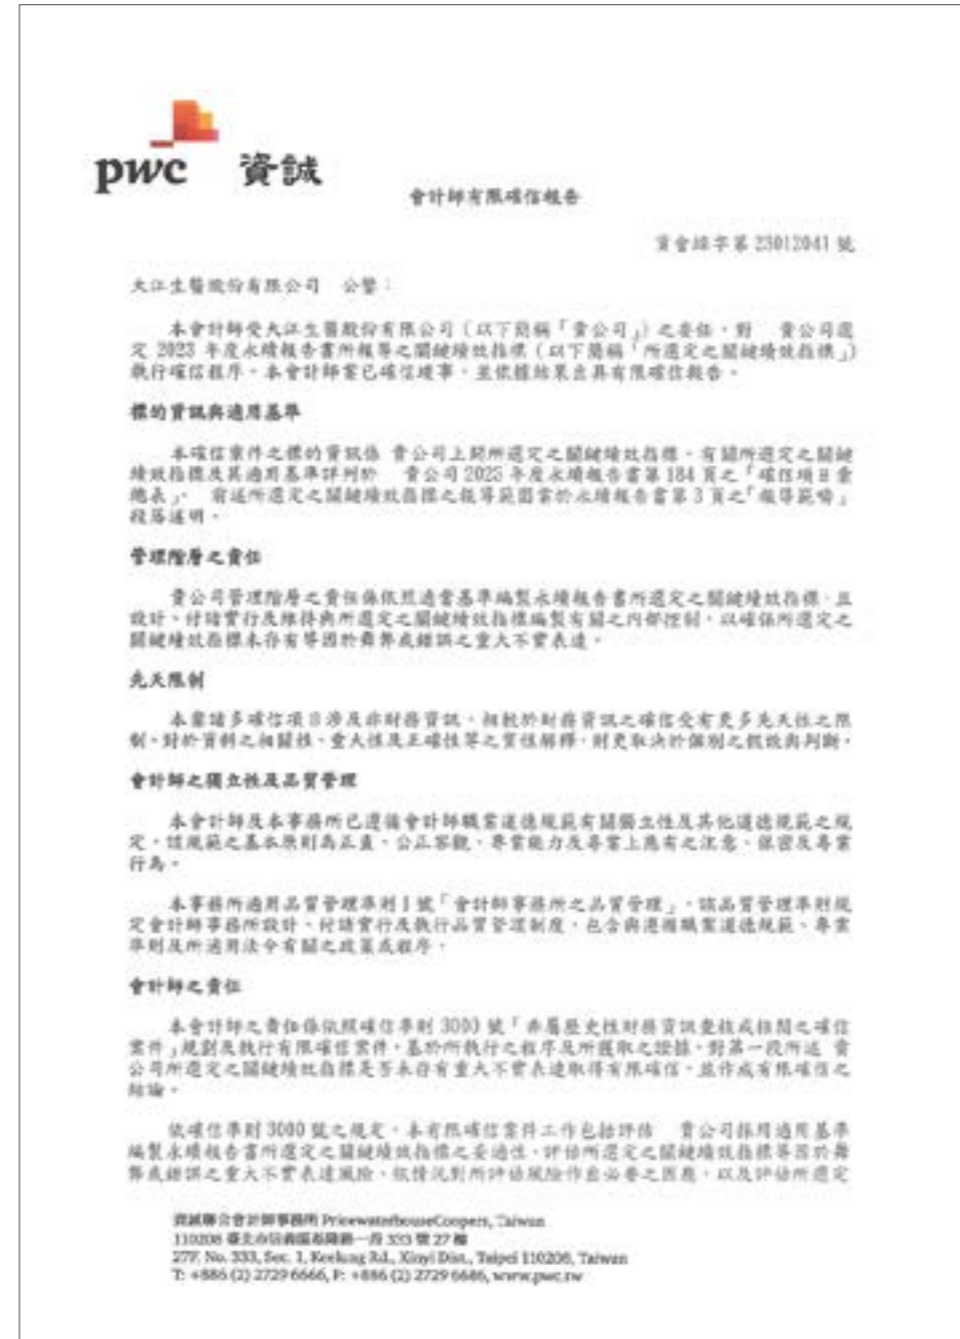 pwc 資誠
會計師有限確信報告
資會綜字第 23012041 號
大江生醫股份有限公司 公鑒：
本會計師受大江生醫股份有限公司（以下簡稱「貴公司」）之委任，對 貴公司選
定 2023 年度永續報告書所報導之關鍵績效指標（以下簡稱「所選定之關鍵績效指標」）
執行確信程序。本會計師業已確信竣事，並依據結果出具有限確信報告。
標的資訊與適用基準
本確信案件之標的資訊係 貴公司上開所選定之關鍵績效指標，有關所選定之關鍵
績效指標及其適用基準詳列於 貴公司 2023 年度永續報告書第 184 頁之「確信項目彙
總表」。 前述所選定之關鍵績效指標之報導範圍業於永續報告書第 3 頁之「報導範疇」
段落述明。
管理階層之責任
貴公司管理階層之責任係依照適當基準編製永續報告書所選定之關鍵績效指標，且
設計、付諸實行及維持與所選定之關鍵績效指標編製有關之內部控制，以確保所選定之
關鍵績效指標未存有導因於舞弊或錯誤之重大不實表達。
先天限制
本案諸多確信項目涉及非財務資訊，相較於財務資訊之確信受有更多先天性之限
制。對於資料之相關性、重大性及正確性等之質性解釋，則更取決於個別之假設與判斷。
會計師之獨立性及品質管理
本會計師及本事務所已遵循會計師職業道德規範有關獨立性及其他道德規範之規
定，該規範之基本原則為正直、公正客觀、專業能力及專業上應有之注意、保密及專業
行為。
本事務所適用品質管理準則 1 號「會計師事務所之品質管理」，該品質管理準則規
定會計師事務所設計、付諸實行及執行品質管理制度，包含與遵循職業道德規範、專業
準則及所適用法令有關之政策或程序。
會計師之責任
本會計師之責任係依照確信準則 3000 號「非屬歷史性財務資訊查核或核閱之確信
案件」規劃及執行有限確信案件，基於所執行之程序及所獲取之證據，對第一段所述 貴
公司所選定之關鍵績效指標是否未存有重大不實表達取得有限確信，並作成有限確信之
結論。
依確信準則 3000 號之規定，本有限確信案件工作包括評估 貴公司採用適用基準
編製永續報告書所選定之關鍵績效指標之妥適性、評估所選定之關鍵績效指標導因於舞
弊或錯誤之重大不實表達風險、依情況對所評估風險作出必要之因應，以及評估所選定
資誠聯合會計師事務所 PricewaterhouseCoopers, Taiwan
110208 臺北市信義區基隆路一段 333 號 27 樓
27F, No. 333, Sec. 1, Keelung Rd., Xinyi Dist., Taipei 110208, Taiwan
T: +886 (2) 2729 6666, F: +886 (2) 2729 6686, www.pwc.tw